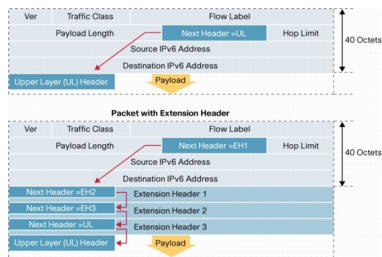 Ver Traffic Class Flow Label
Payload Length Next Header =UL Hop Limit
Source IPv6 Address
Destination IPv6 Address
40 Octets
Upper Layer (UL) Header Payload
Packet with Extension Header
Ver Traffic Class Flow Label
Payload Length Next Header =EH1 Hop Limit
Source IPv6 Address
Destination IPv6 Address
40 Octets
Next Header =EH2 Extension Header 1
Next Header =EH3 Extension Header 2
Next Header =UL Extension Header 3
Upper Layer (UL) Header Payload